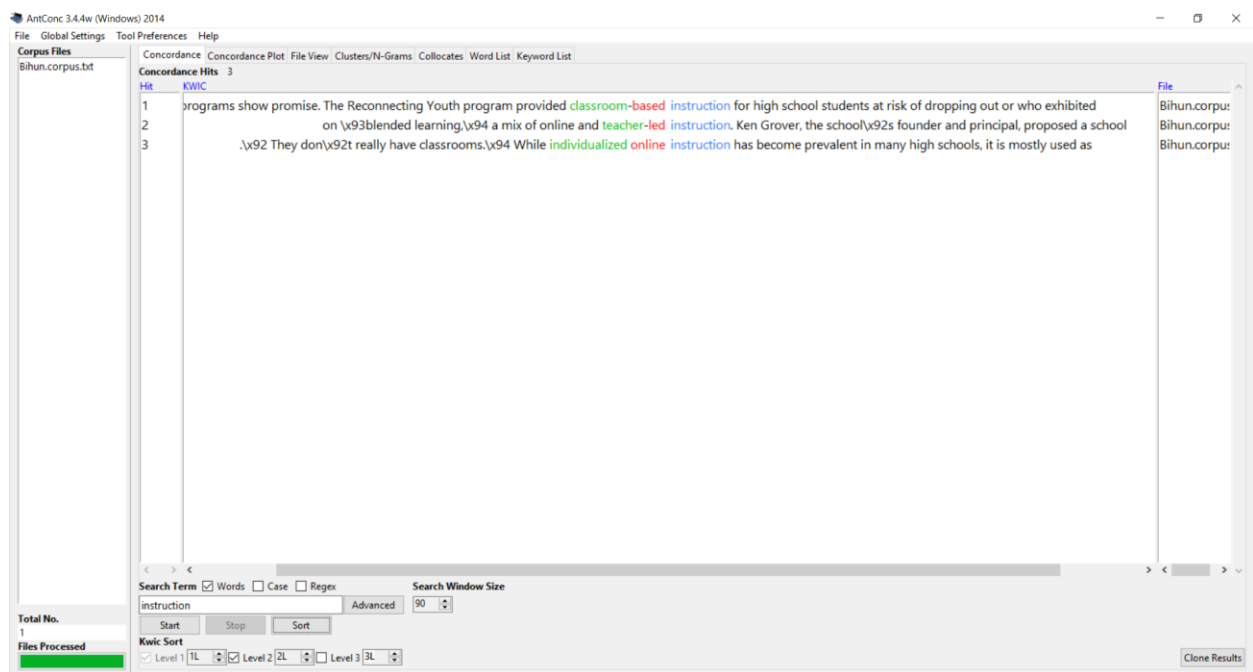 AntConc 3.4.4w (Windows) 2014
File Global Settings Tool Preferences Help
Corpus Files
Bihun.corpus.txt
Concordance Concordance Plot File View Clusters/N-Grams Collocates Word List Keyword List
Concordance Hits 3
Hit KWIC File
1 programs show promise. The Reconnecting Youth program provided classroom-based instruction for high school students at risk of dropping out or who exhibited Bihun.corpus
2 on \x93blended learning,\x94 a mix of online and teacher-led instruction. Ken Grover, the school\x92s founder and principal, proposed a school Bihun.corpus
3 .\x92 They don\x92t really have classrooms.\x94 While individualized online instruction has become prevalent in many high schools, it is mostly used as Bihun.corpus
Search Term Words Case Regex Search Window Size
instruction Advanced 90
Start Stop Sort
Kwic Sort
Level 1 1L Level 2 2L Level 3 3L
Total No.
1
Files Processed
Clone Results